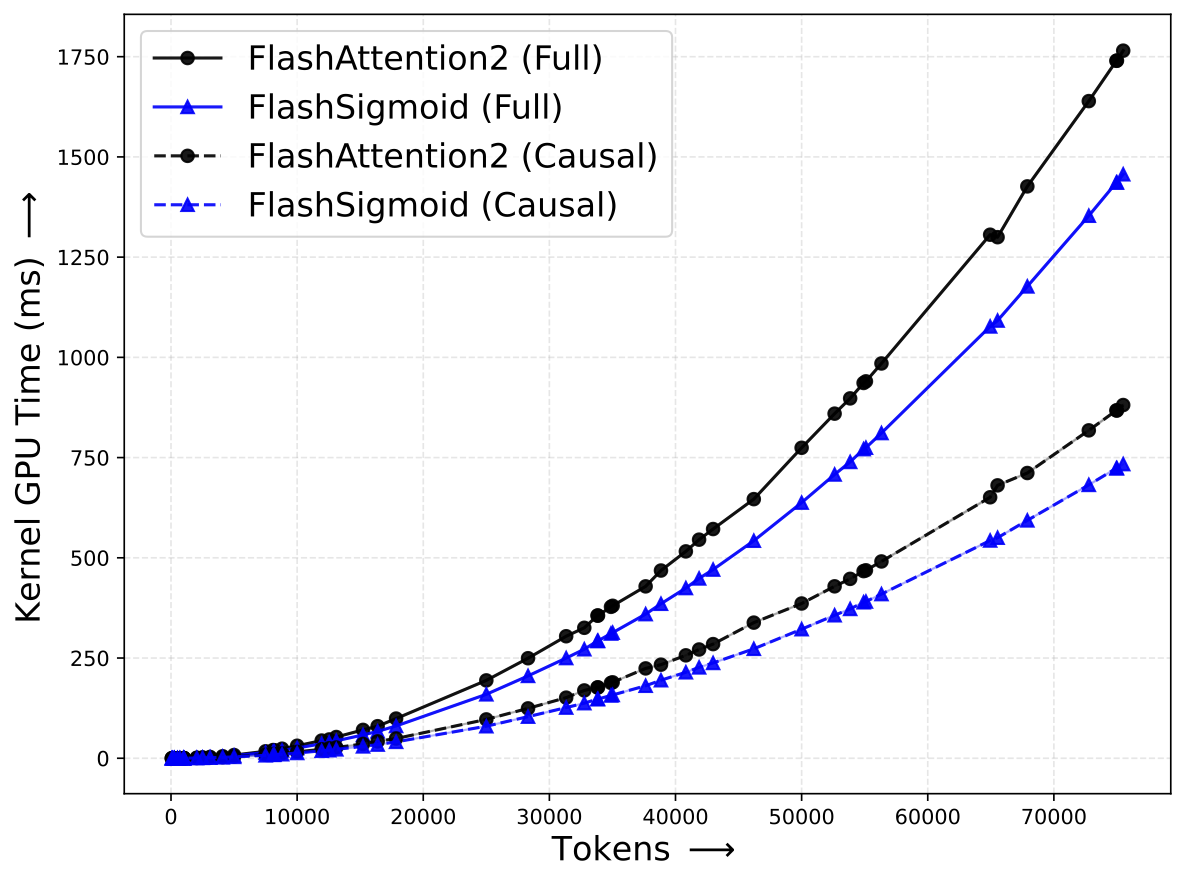 FlashAttention2 (Full)
FlashSigmoid (Full)
FlashAttention2 (Causal)
FlashSigmoid (Causal)
Kernel GPU Time (ms) ⟶
1750
1500
1250
1000
750
500
250
0
0 10000 20000 30000 40000 50000 60000 70000
Tokens ⟶